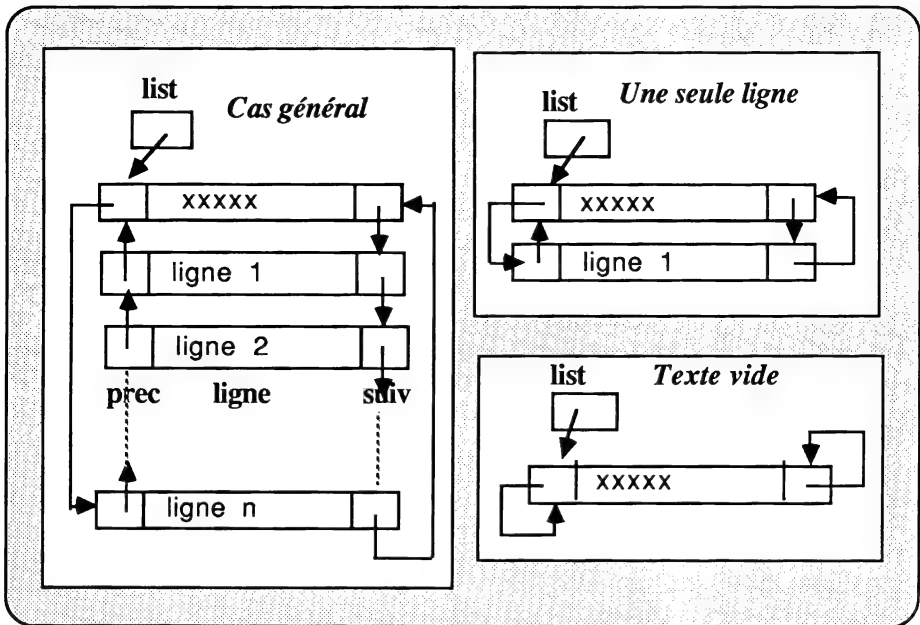 list
Cas général
xxxxx
ligne 1
ligne 2
prec ligne suiv
ligne n
list
Une seule ligne
xxxxx
ligne 1
list
Texte vide
xxxxx